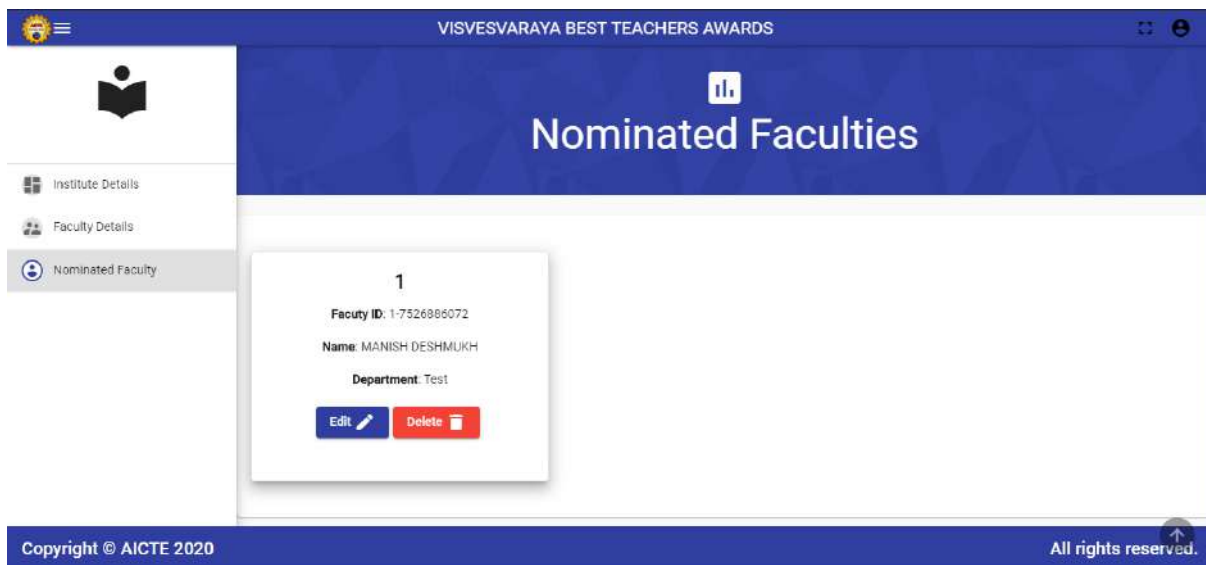 VISVESVARAYA BEST TEACHERS AWARDS
Nominated Faculties
Institute Details
Faculty Details
Nominated Faculty
1
Facuty ID: 1-7526886072
Name: MANISH DESHMUKH
Department: Test
Edit
Delete
Copyright © AICTE 2020
All rights reserved.